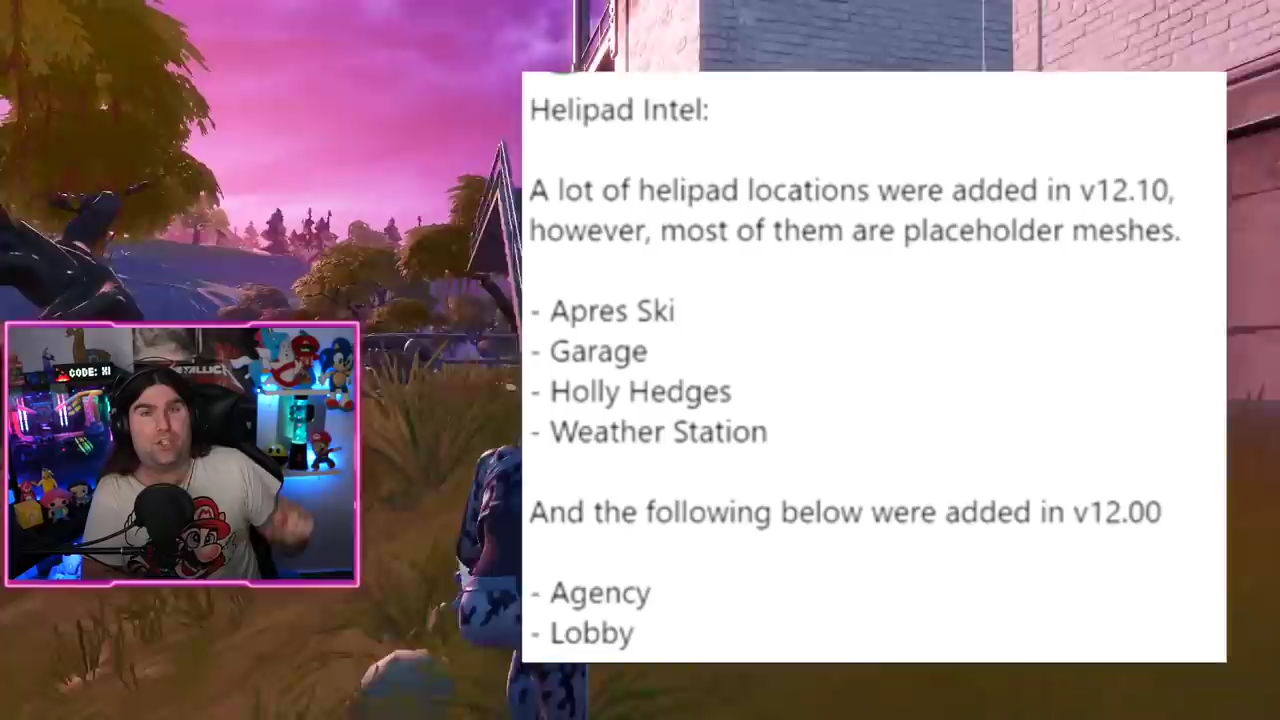 Helipad Intel:
A lot of helipad locations were added in v12.10,
however, most of them are placeholder meshes.
- Apres Ski
- Garage
- Holly Hedges
- Weather Station
And the following below were added in v12.00
- Agency
- Lobby
CODE: XI